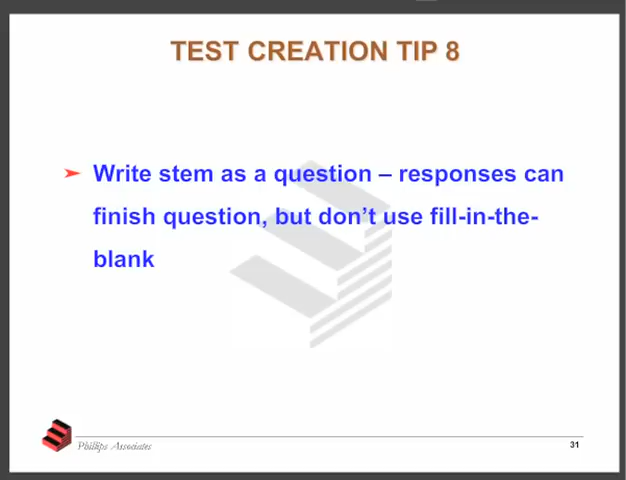 TEST CREATION TIP 8
➤ Write stem as a question – responses can
finish question, but don't use fill-in-the-
blank
Phillips Associates
31